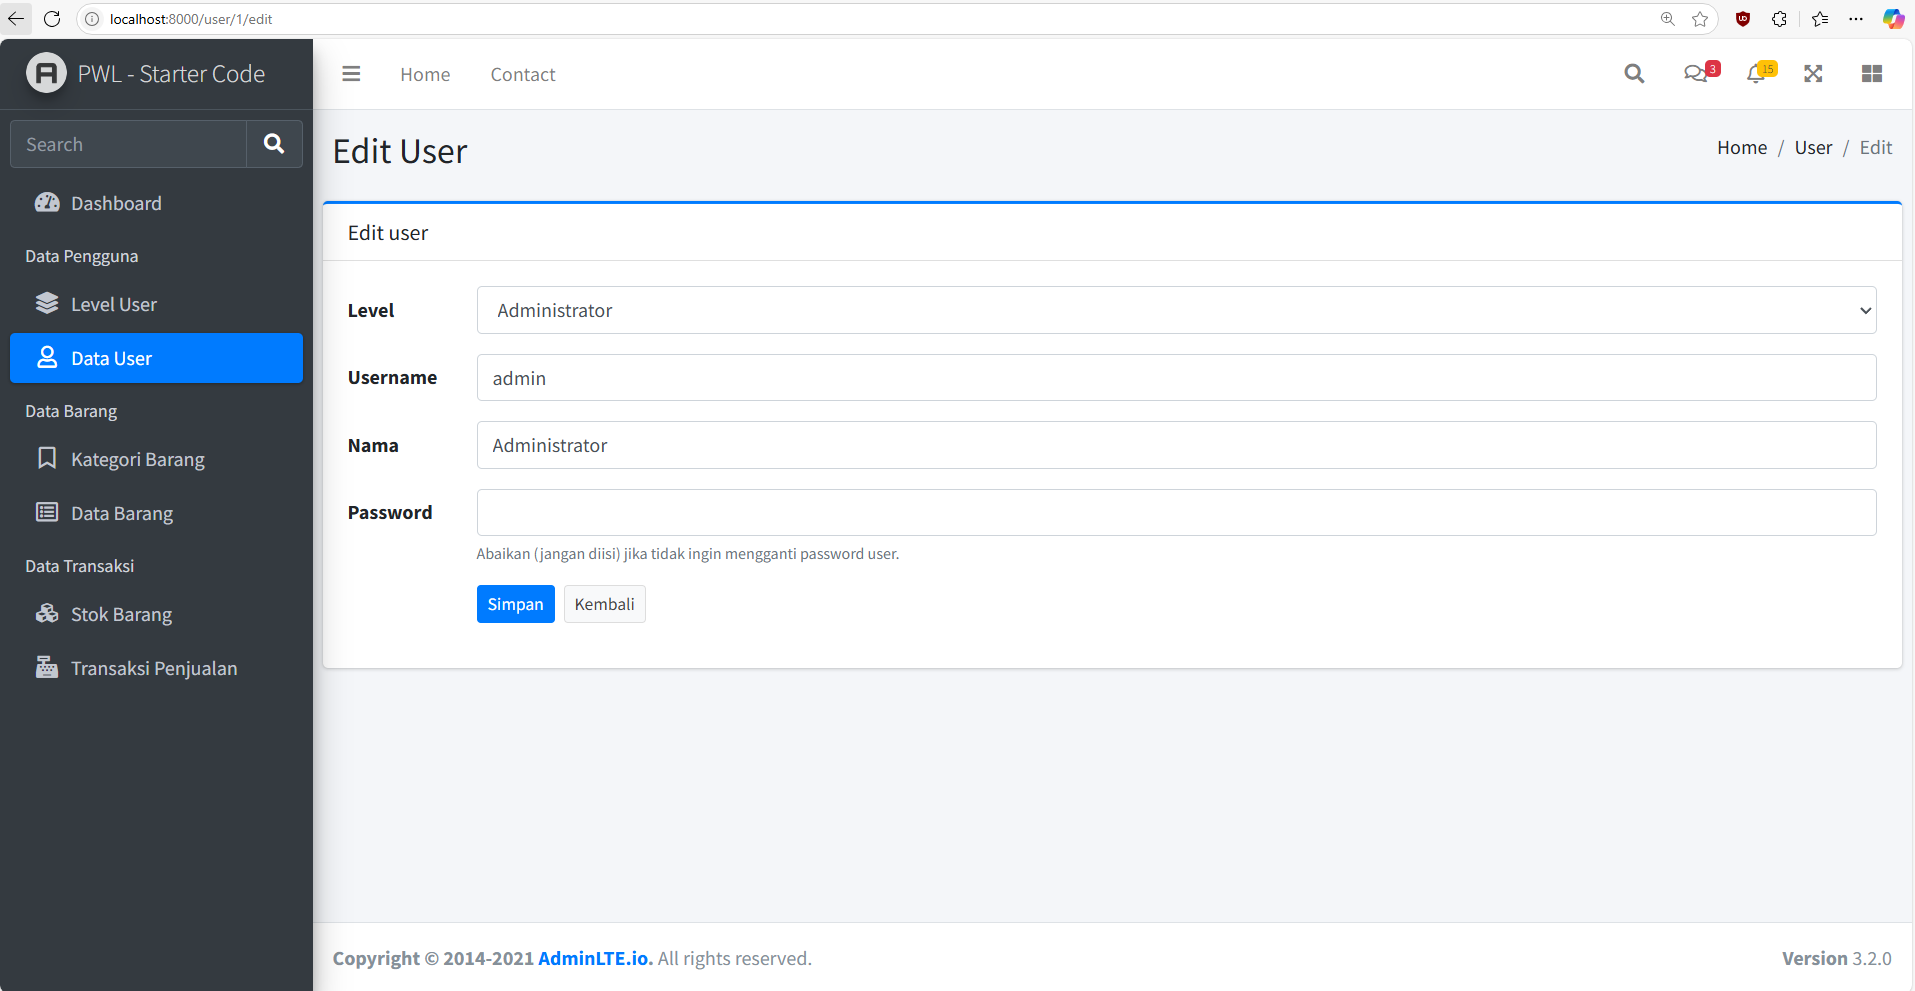 localhost:8000/user/1/edit
PWL - Starter Code
Home
Contact
3
15
Search
Dashboard
Data Pengguna
Level User
Data User
Data Barang
Kategori Barang
Data Barang
Data Transaksi
Stok Barang
Transaksi Penjualan
Edit User
Home / User / Edit
Edit user
Level
Administrator
Username
admin
Nama
Administrator
Password
Abaikan (jangan diisi) jika tidak ingin mengganti password user.
Simpan
Kembali
Copyright © 2014-2021 AdminLTE.io. All rights reserved.
Version 3.2.0